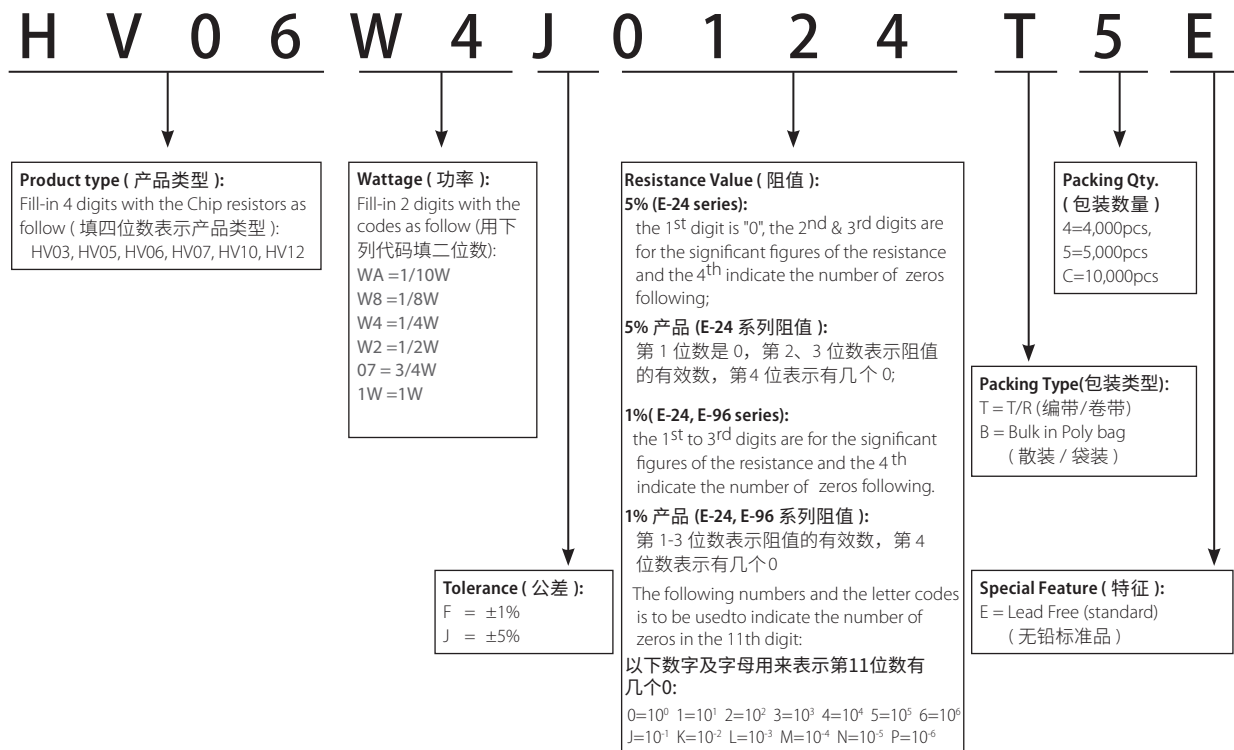 H V 0 6 W 4 J 0 1 2 4 T 5 E
Product type ( 产品类型 ):
Fill-in 4 digits with the Chip resistors as
follow ( 填四位数表示产品类型 ):
HV03, HV05, HV06, HV07, HV10, HV12
Wattage ( 功率 ):
Fill-in 2 digits with the
codes as follow (用下
列代码填二位数):
WA =1/10W
W8 =1/8W
W4 =1/4W
W2 =1/2W
07 = 3/4W
1W =1W
Tolerance ( 公差 ):
F = ±1%
J = ±5%
Resistance Value ( 阻值 ):
5% (E-24 series):
the 1st digit is "0", the 2nd & 3rd digits are
for the significant figures of the resistance
and the 4th indicate the number of zeros
following;
5% 产品 (E-24 系列阻值 ):
第 1 位数是 0，第 2、3 位数表示阻值
的有效数，第4 位表示有几个 0;
1%( E-24, E-96 series):
the 1st to 3rd digits are for the significant
figures of the resistance and the 4 th
indicate the number of zeros following.
1% 产品 (E-24, E-96 系列阻值 ):
第 1-3 位数表示阻值的有效数，第 4
位数表示有几个0
The following numbers and the letter codes
is to be usedto indicate the number of
zeros in the 11th digit:
以下数字及字母用来表示第11位数有
几个0:
0=10⁰ 1=10¹ 2=10² 3=10³ 4=10⁴ 5=10⁵ 6=10⁶
J=10⁻¹ K=10⁻² L=10⁻³ M=10⁻⁴ N=10⁻⁵ P=10⁻⁶
Packing Qty.
( 包装数量 )
4=4,000pcs,
5=5,000pcs
C=10,000pcs
Packing Type(包装类型):
T = T/R (编带/卷带)
B = Bulk in Poly bag
( 散装 / 袋装 )
Special Feature ( 特征 ):
E = Lead Free (standard)
( 无铅标准品 )